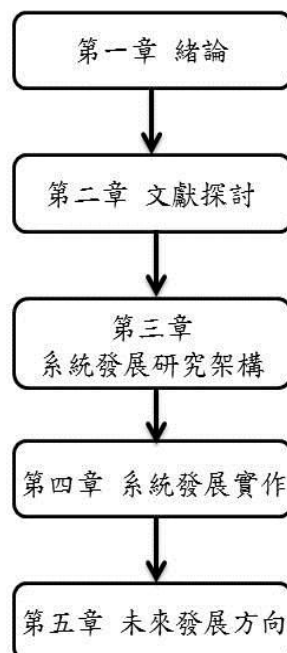 第一章 緒論
第二章 文獻探討
第三章
系統發展研究架構
第四章 系統發展實作
第五章 未來發展方向